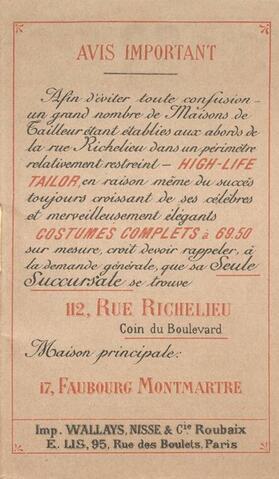 AVIS IMPORTANT
Afin d'éviter toute confusion —
un grand nombre de Maisons de
Tailleur étant établies aux abords de
la rue Richelieu dans un périmètre
relativement restreint — HIGH-LIFE
TAILOR, en raison même du succès
toujours croissant de ses célèbres
et merveilleusement élégants
COSTUMES COMPLETS à 69.50
sur mesure, croit devoir rappeler, à
la demande générale, que sa Seule
Succursale se trouve
112, RUE RICHELIEU
Coin du Boulevard
Maison principale:
17, FAUBOURG MONTMARTRE
Imp. WALLAYS, NISSE & Cie Roubaix
E. LIS, 95, Rue des Boulets, Paris